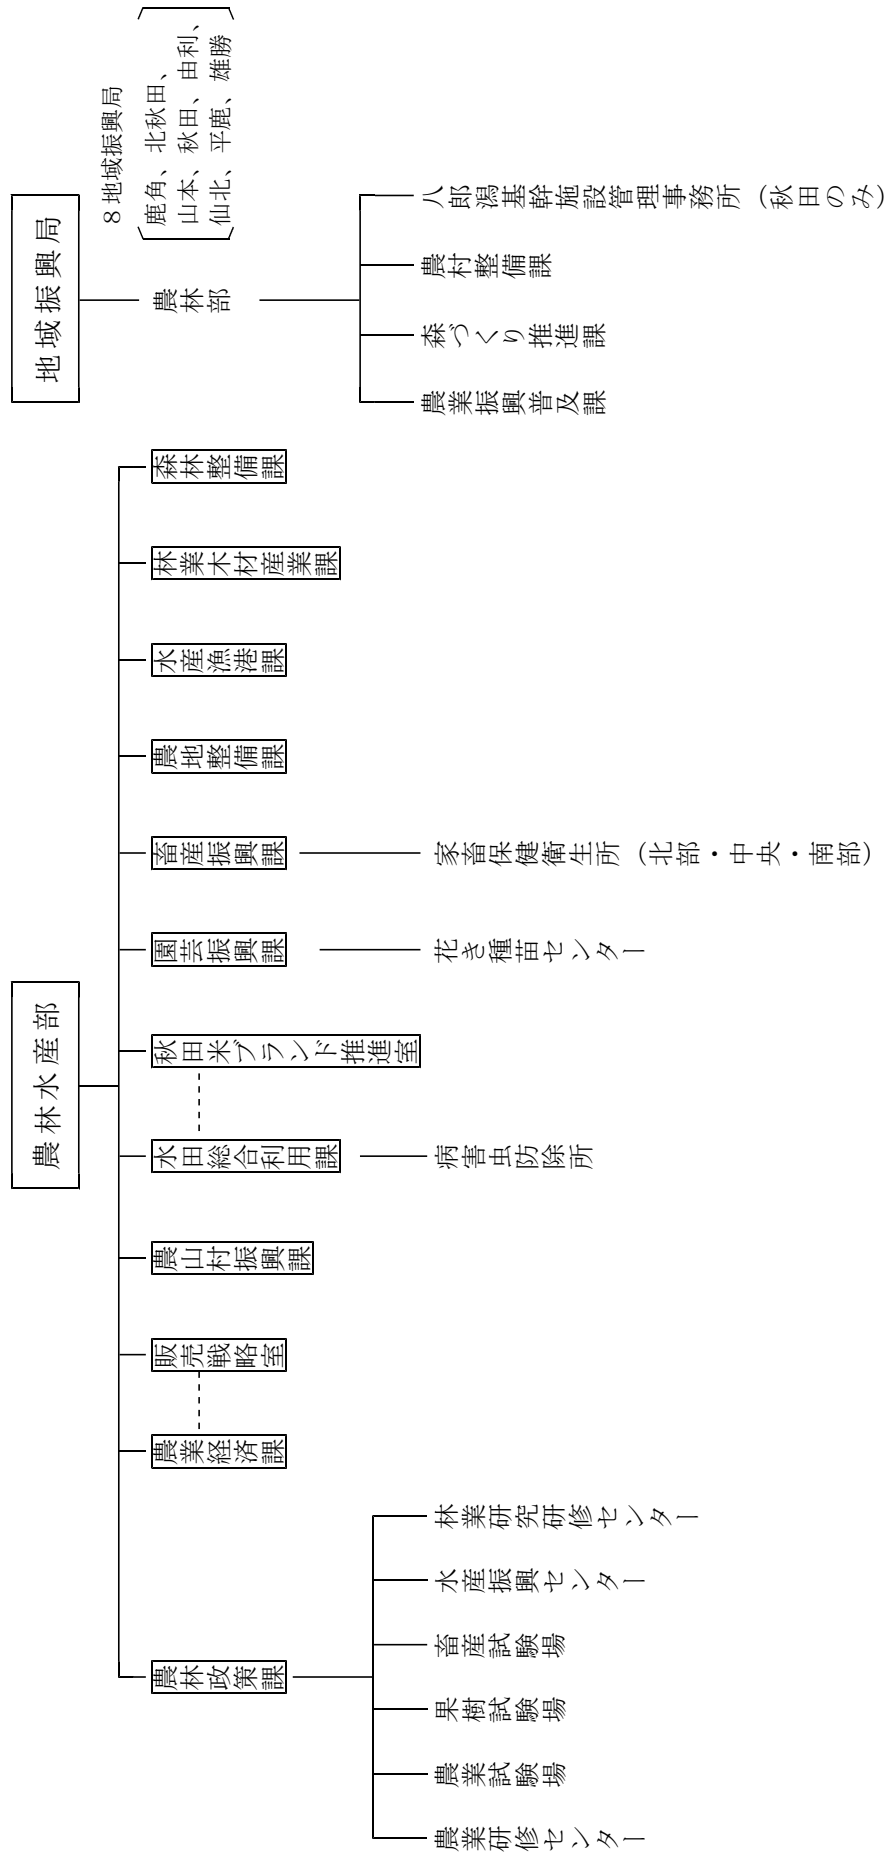 農林水産部
農林政策課
農業研修センター
農業試験場
果樹試験場
畜産試験場
水産振興センター
林業研究研修センター
農業経済課
販売戦略室
農山村振興課
水田総合利用課
病害虫防除所
秋田米ブランド推進室
園芸振興課
花き種苗センター
畜産振興課
家畜保健衛生所（北部・中央・南部）
農地整備課
水産漁港課
林業木材産業課
森林整備課
地域振興局
８地域振興局
鹿角、北秋田、
山本、秋田、由利、
仙北、平鹿、雄勝
農林部
農業振興普及課
森づくり推進課
農村整備課
八郎潟基幹施設管理事務所（秋田のみ）